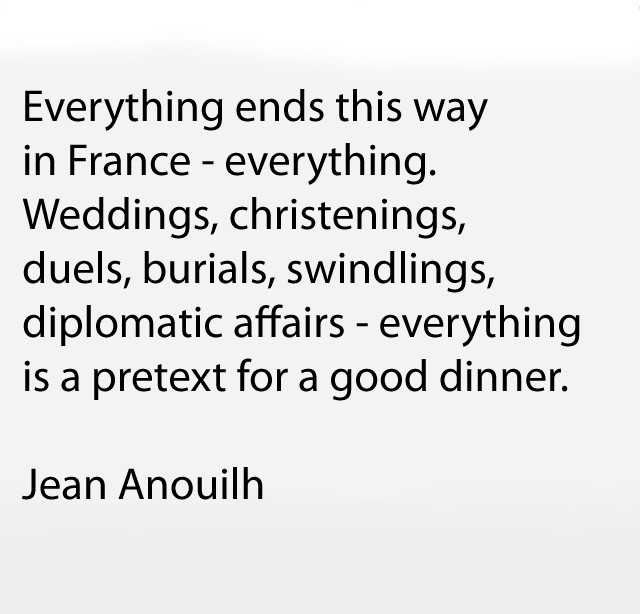 Everything ends this way
in France - everything.
Weddings, christenings,
duels, burials, swindlings,
diplomatic affairs - everything
is a pretext for a good dinner.
Jean Anouilh